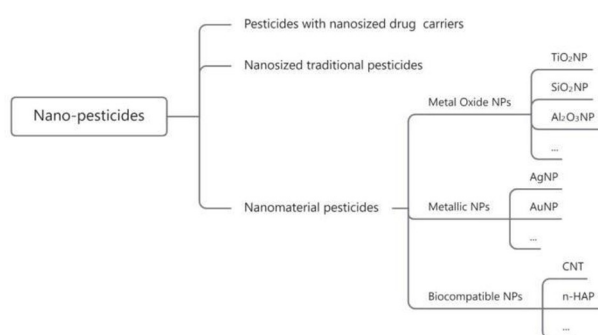 Pesticides with nanosized drug carriers
Nanosized traditional pesticides
Nano-pesticides
Nanomaterial pesticides
Metal Oxide NPs
TiO₂NP
SiO₂NP
Al₂O₃NP
...
Metallic NPs
AgNP
AuNP
...
Biocompatible NPs
CNT
n-HAP
...